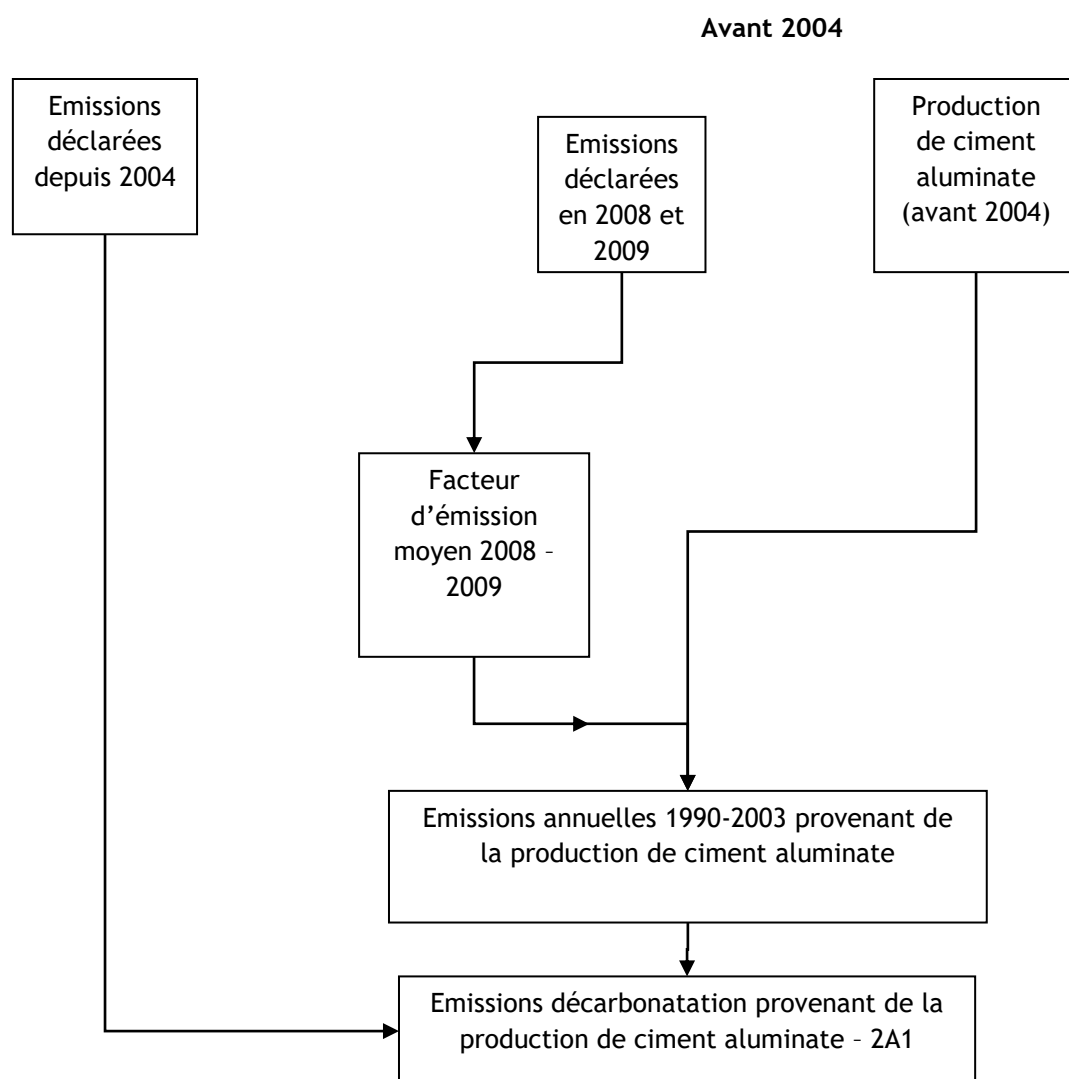 Avant 2004
Emissions
déclarées
depuis 2004
Emissions
déclarées
en 2008 et
2009
Production
de ciment
aluminate
(avant 2004)
Facteur
d’émission
moyen 2008 –
2009
Emissions annuelles 1990-2003 provenant de
la production de ciment aluminate
Emissions décarbonatation provenant de la
production de ciment aluminate – 2A1